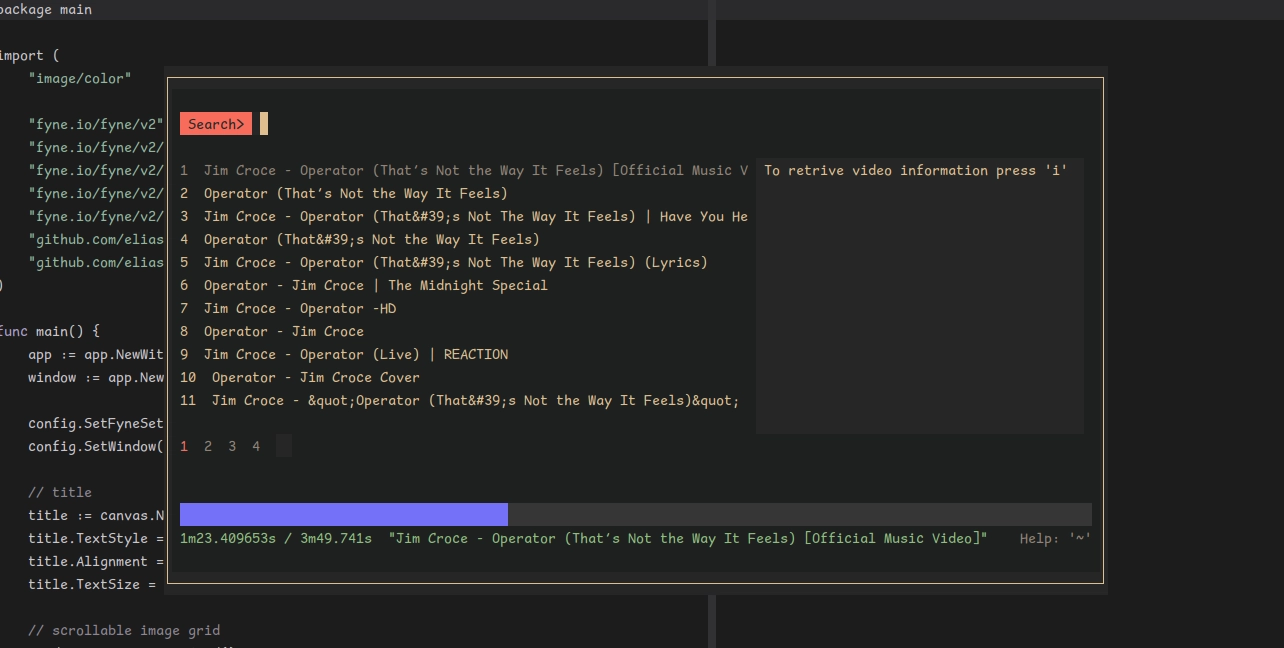 package main
import (
"image/color"
"fyne.io/fyne/v2"
"fyne.io/fyne/v2/
"fyne.io/fyne/v2/
"fyne.io/fyne/v2/
"fyne.io/fyne/v2/
"github.com/elias
"github.com/elias
)
func main() {
app := app.NewWit
window := app.New
config.SetFyneSet
config.SetWindow(
// title
title := canvas.N
title.TextStyle =
title.Alignment =
title.TextSize =
// scrollable image grid
Search>
1 Jim Croce - Operator (That's Not the Way It Feels) [Official Music V
2 Operator (That's Not the Way It Feels)
3 Jim Croce - Operator (That&#39;s Not The Way It Feels) | Have You He
4 Operator (That&#39;s Not the Way It Feels)
5 Jim Croce - Operator (That&#39;s Not The Way It Feels) (Lyrics)
6 Operator - Jim Croce | The Midnight Special
7 Jim Croce - Operator -HD
8 Operator - Jim Croce
9 Jim Croce - Operator (Live) | REACTION
10 Operator - Jim Croce Cover
11 Jim Croce - &quot;Operator (That&#39;s Not the Way It Feels)&quot;
To retrive video information press 'i'
1 2 3 4
1m23.409653s / 3m49.741s "Jim Croce - Operator (That's Not the Way It Feels) [Official Music Video]" Help: '~'